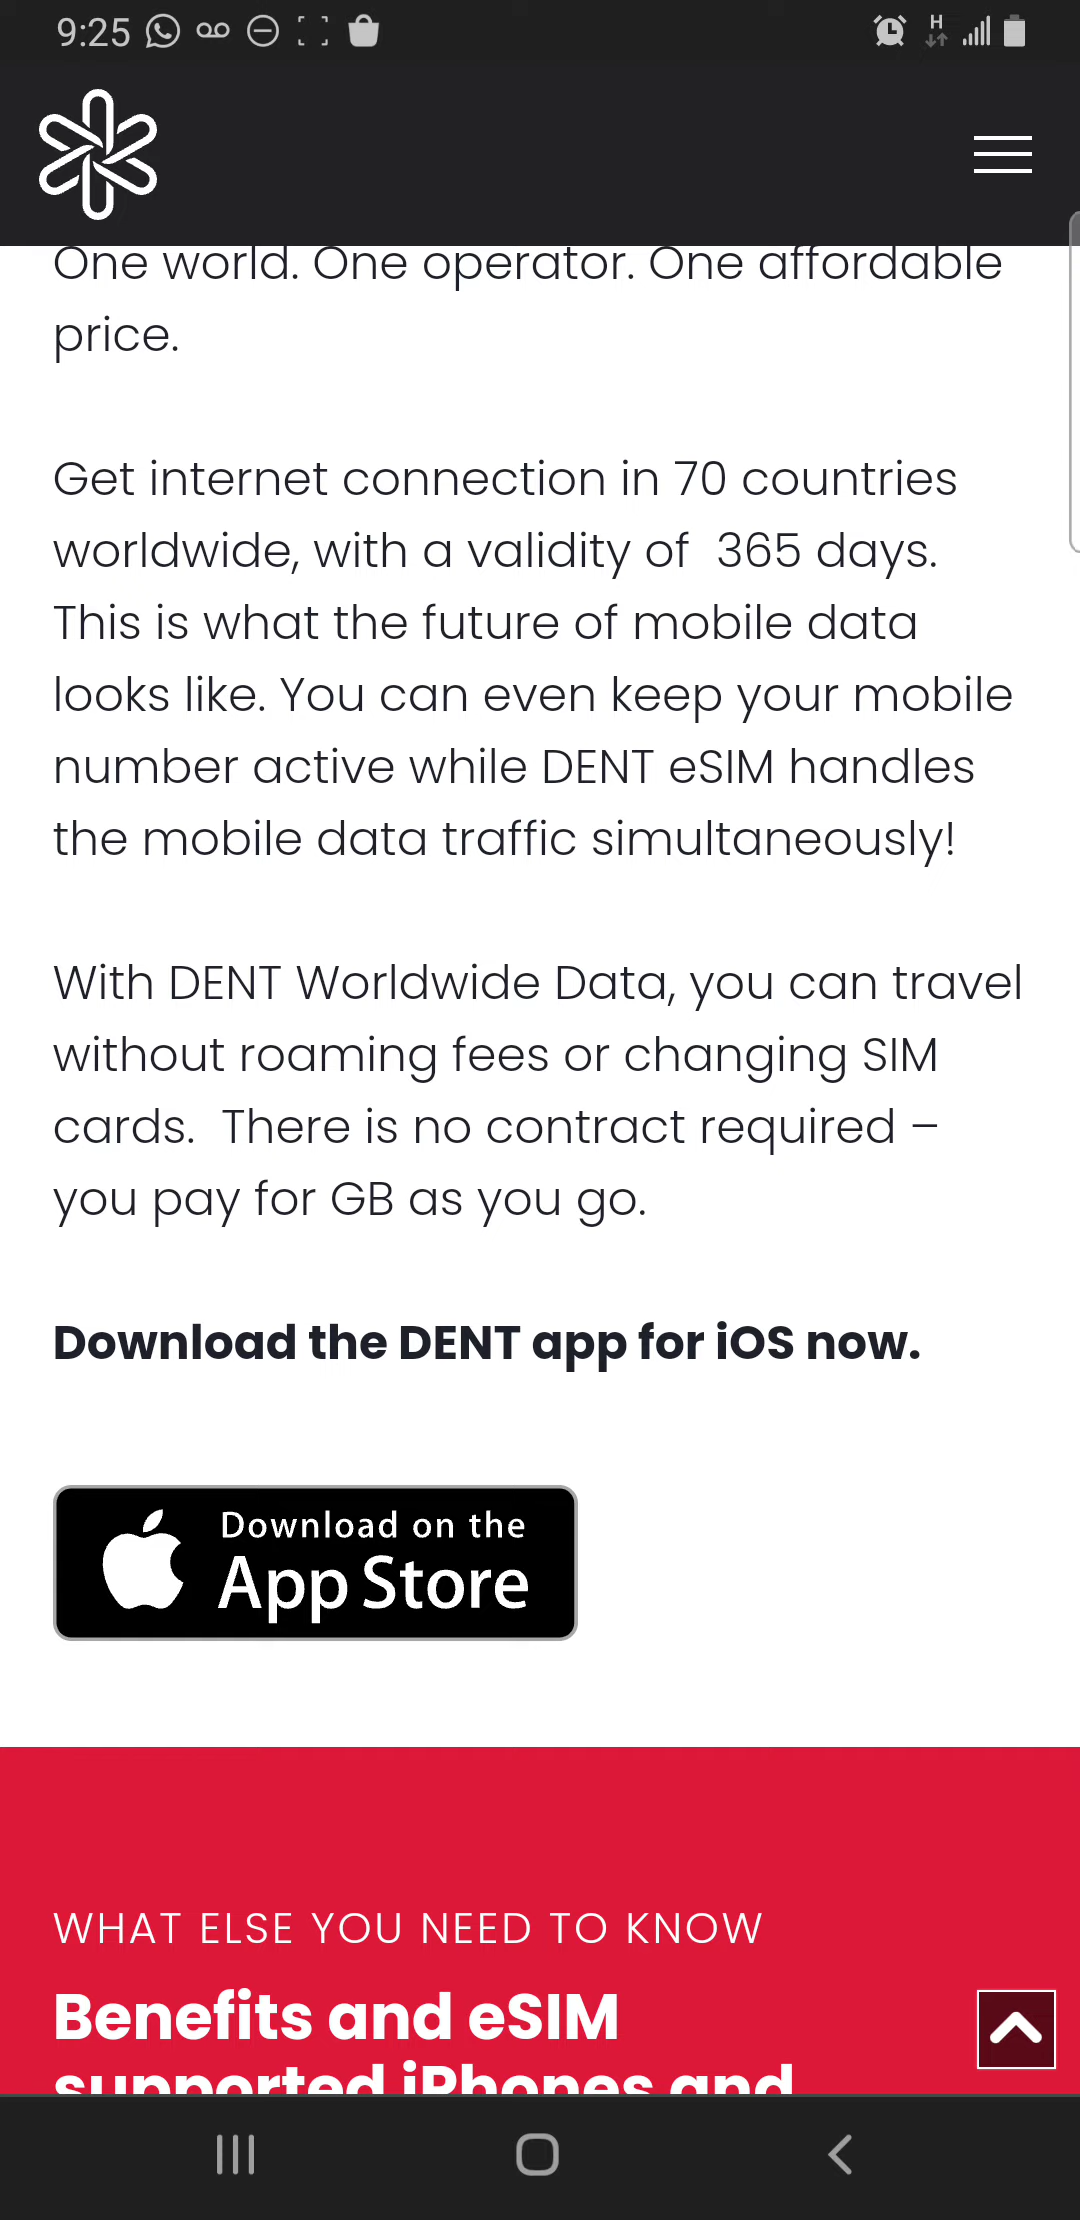 9:25
H
One world. One operator. One affordable
price.
Get internet connection in 70 countries
worldwide, with a validity of  365 days.
This is what the future of mobile data
looks like. You can even keep your mobile
number active while DENT eSIM handles
the mobile data traffic simultaneously!
With DENT Worldwide Data, you can travel
without roaming fees or changing SIM
cards.  There is no contract required –
you pay for GB as you go.
Download the DENT app for iOS now.
Download on the
App Store
WHAT ELSE YOU NEED TO KNOW
Benefits and eSIM
supported iPhones and